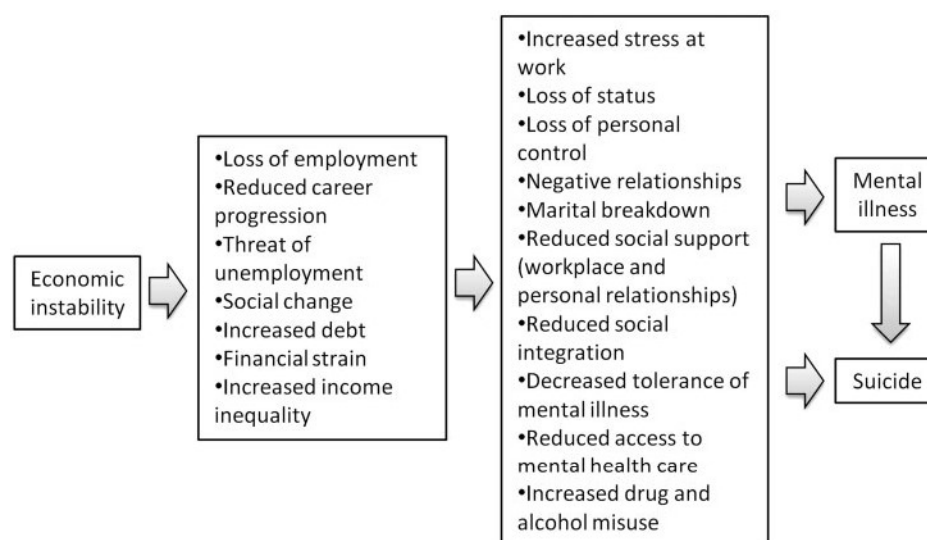 Economic
instability
•Loss of employment
•Reduced career
progression
•Threat of
unemployment
•Social change
•Increased debt
•Financial strain
•Increased income
inequality
•Increased stress at
work
•Loss of status
•Loss of personal
control
•Negative relationships
•Marital breakdown
•Reduced social support
(workplace and
personal relationships)
•Reduced social
integration
•Decreased tolerance of
mental illness
•Reduced access to
mental health care
•Increased drug and
alcohol misuse
Mental
illness
Suicide